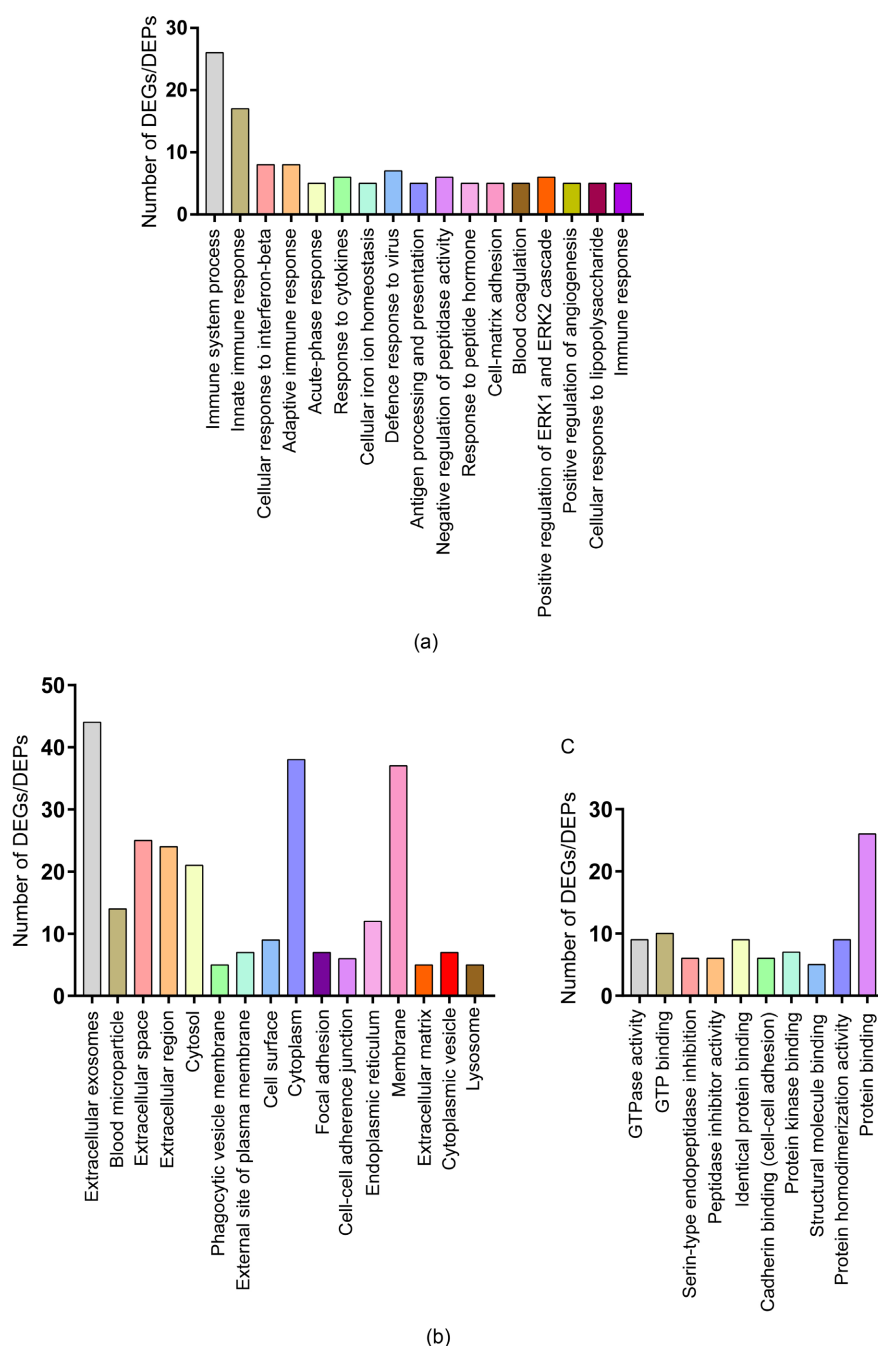 Number of DEGs/DEPs
30
20
10
0
Immune system process
Innate immune response
Cellular response to interferon-beta
Adaptive immune response
Acute-phase response
Response to cytokines
Cellular iron ion homeostasis
Defence response to virus
Antigen processing and presentation
Negative regulation of peptidase activity
Response to peptide hormone
Cell-matrix adhesion
Blood coagulation
Positive regulation of ERK1 and ERK2 cascade
Positive regulation of angiogenesis
Cellular response to lipopolysaccharide
Immune response
(a)
Number of DEGs/DEPs
50
40
30
20
10
0
Extracellular exosomes
Blood microparticle
Extracellular space
Extracellular region
Cytosol
Phagocytic vesicle membrane
External site of plasma membrane
Cell surface
Cytoplasm
Focal adhesion
Cell-cell adherence junction
Endoplasmic reticulum
Membrane
Extracellular matrix
Cytoplasmic vesicle
Lysosome
C
Number of DEGs/DEPs
30
20
10
0
GTPase activity
GTP binding
Serin-type endopeptidase inhibition
Peptidase inhibitor activity
Identical protein binding
Cadherin binding (cell-cell adhesion)
Protein kinase binding
Structural molecule binding
Protein homodimerization activity
Protein binding
(b)